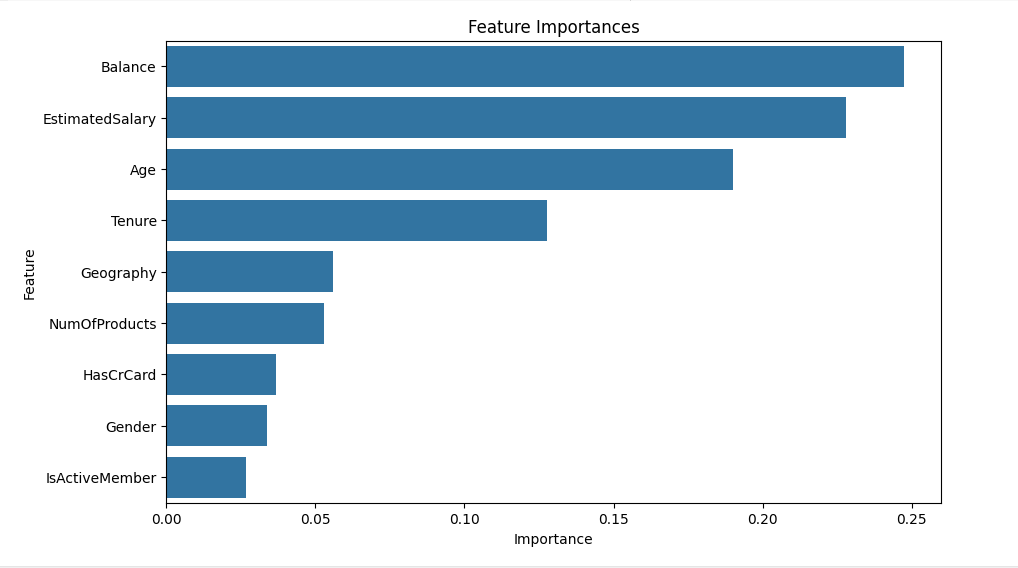 Feature Importances
Balance
EstimatedSalary
Age
Tenure
Geography
NumOfProducts
HasCrCard
Gender
IsActiveMember
Feature
0.00 0.05 0.10 0.15 0.20 0.25
Importance